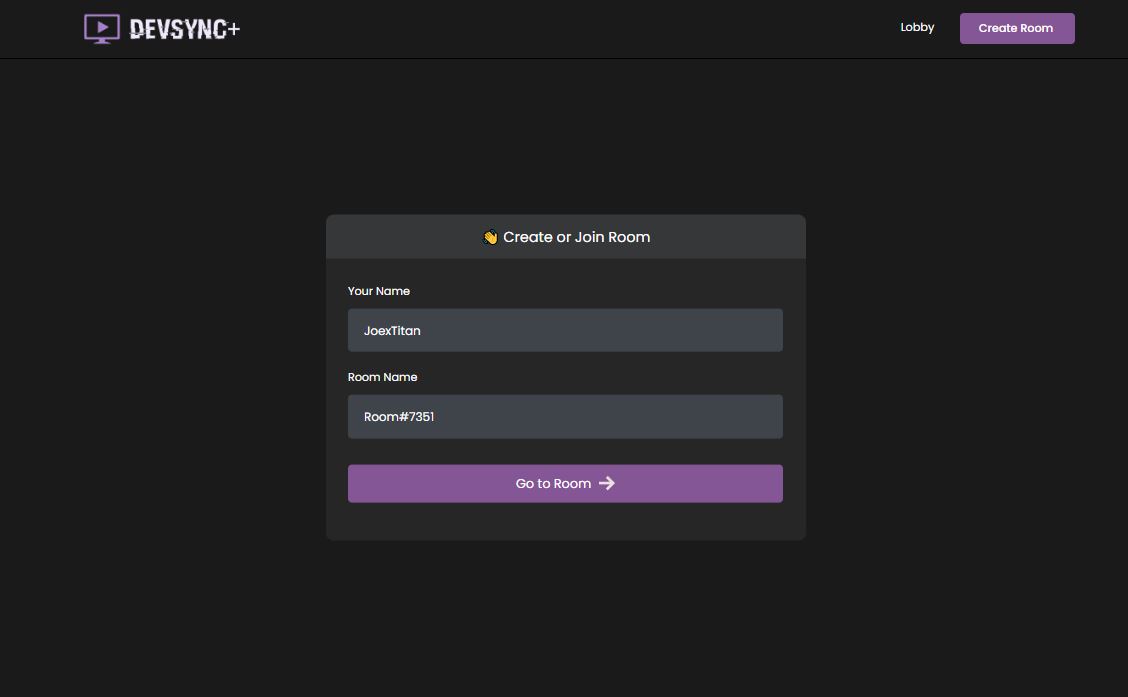 DEVSYNC+
Lobby
Create Room
👋 Create or Join Room
Your Name
JoexTitan
Room Name
Room#7351
Go to Room →